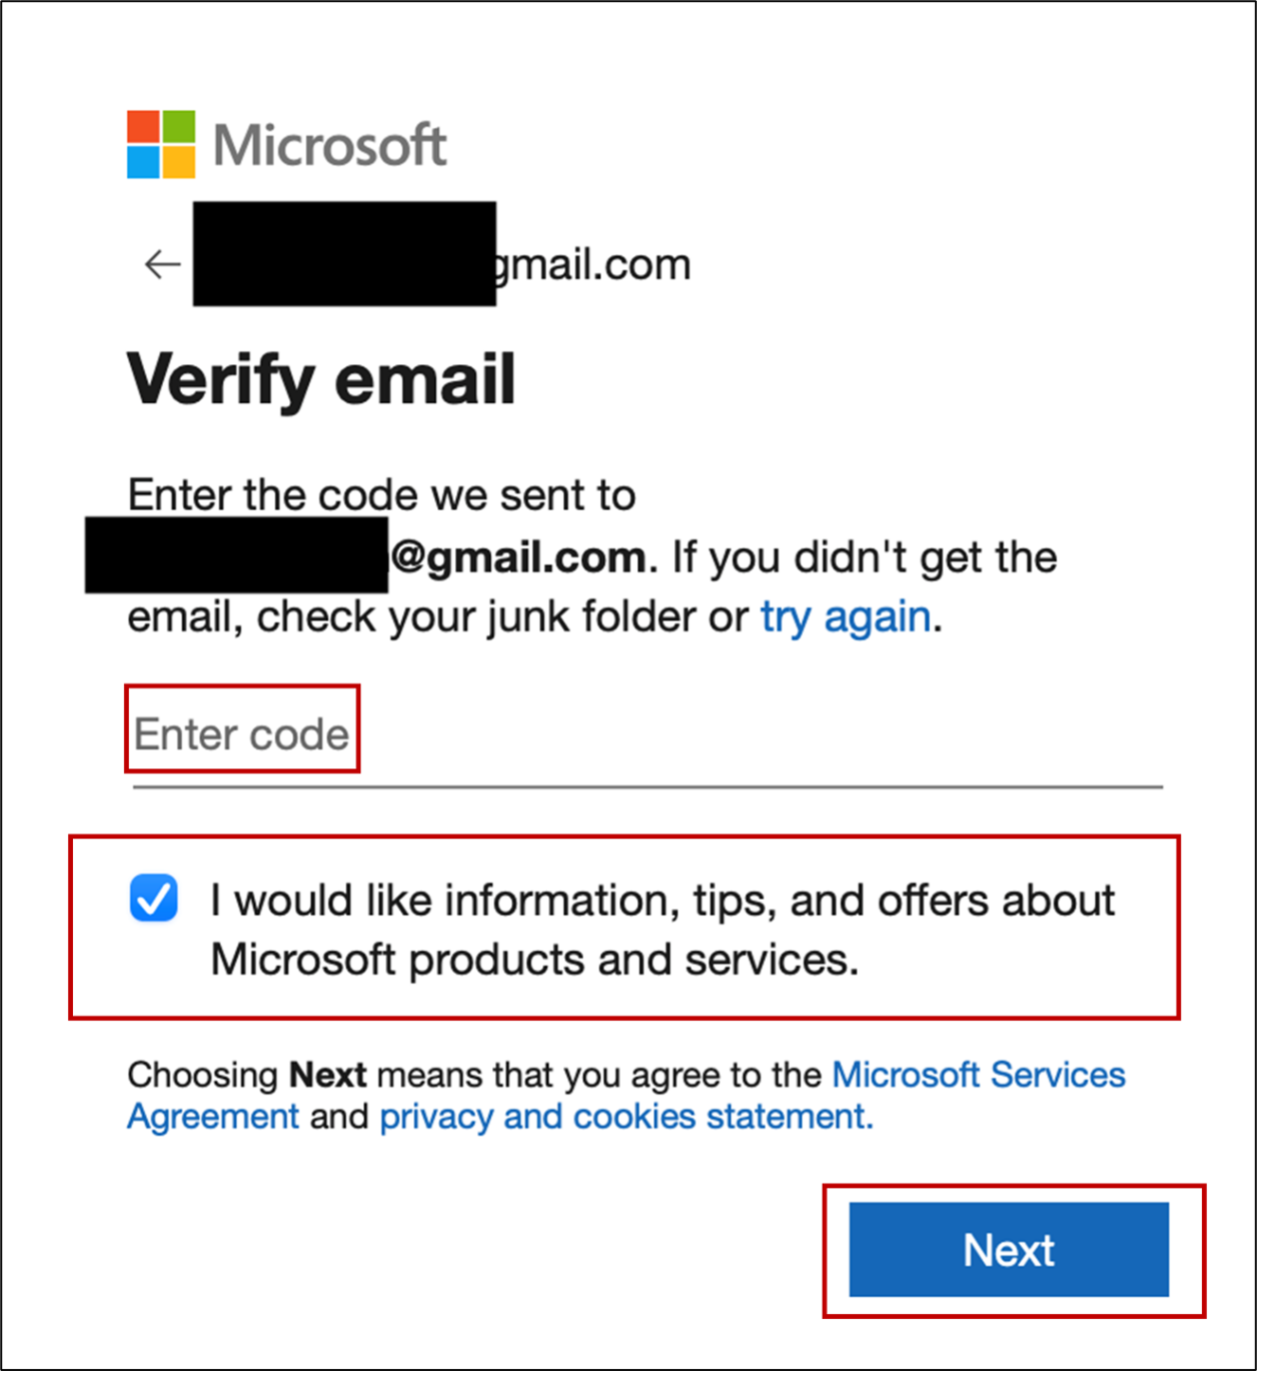 Microsoft
gmail.com
Verify email
Enter the code we sent to
@gmail.com. If you didn't get the
email, check your junk folder or try again.
Enter code
I would like information, tips, and offers about
Microsoft products and services.
Choosing Next means that you agree to the Microsoft Services
Agreement and privacy and cookies statement.
Next